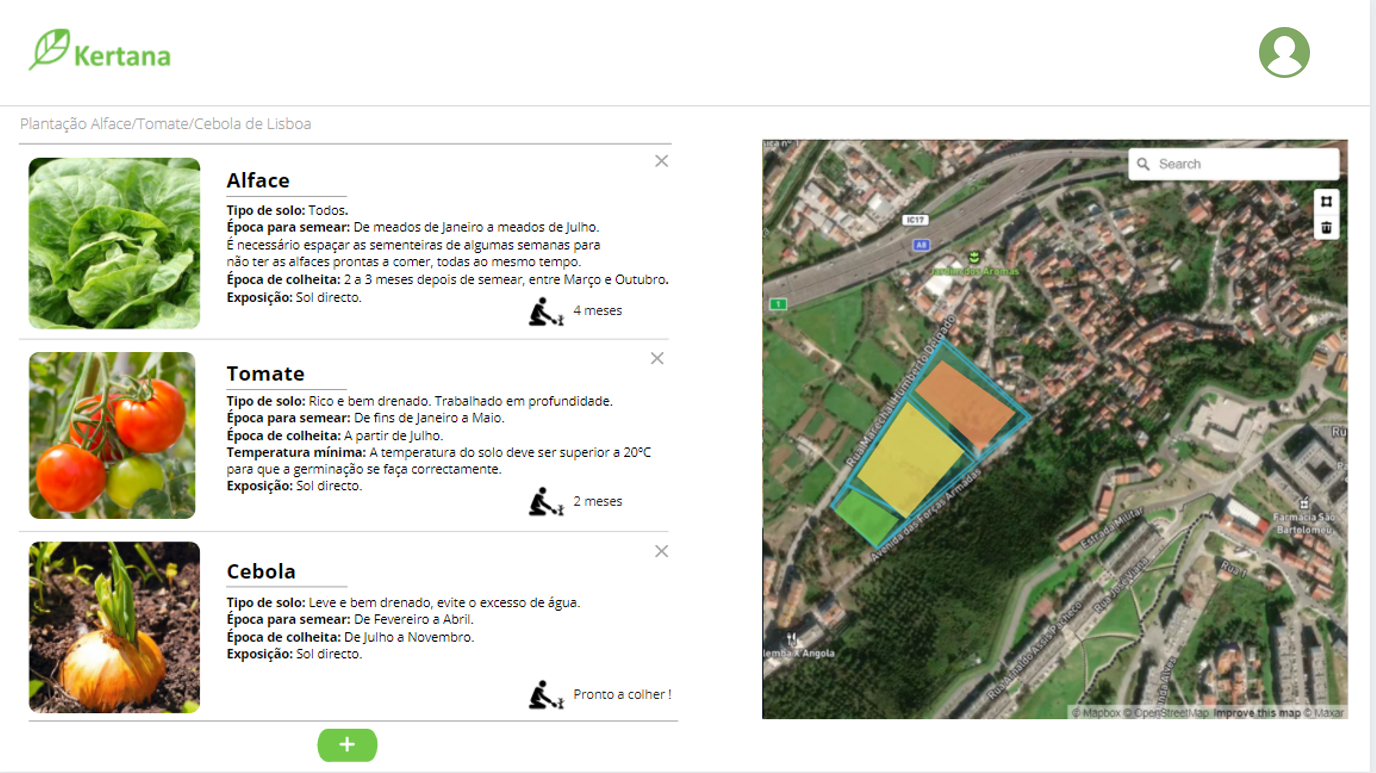 Kertana
Plantação Alface/Tomate/Cebola de Lisboa
Alface
Tipo de solo: Todos.
Época para semear: De meados de Janeiro a meados de Julho.
É necessário espaçar as sementeiras de algumas semanas para
não ter as alfaces prontas a comer, todas ao mesmo tempo.
Época de colheita: 2 a 3 meses depois de semear, entre Março e Outubro.
Exposição: Sol directo.
4 meses
Tomate
Tipo de solo: Rico e bem drenado. Trabalhado em profundidade.
Época para semear: De fins de Janeiro a Maio.
Época de colheita: A partir de Julho.
Temperatura mínima: A temperatura do solo deve ser superior a 20ºC
para que a germinação se faça correctamente.
Exposição: Sol directo.
2 meses
Cebola
Tipo de solo: Leve e bem drenado, evite o excesso de água.
Época para semear: De Fevereiro a Abril.
Época de colheita: De Julho a Novembro.
Exposição: Sol directo.
Pronto a colher !
+
Search
IC17
A8
Jardim dos Aromas
1
Rua Marechal Humberto Delgado
Avenida das Forças Armadas
Estrada Militar
Farmácia São
Bartolomeu
Rua 1
Rua José Viana
Rua Arnaldo Assis Pacheco
lemba X'Angola
© Mapbox © OpenStreetMap Improve this map © Maxar